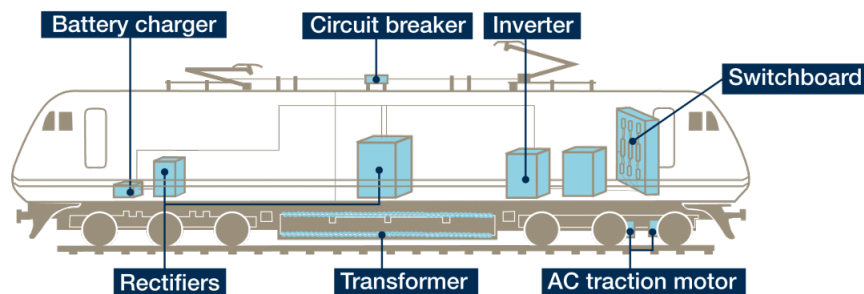 Battery charger
Circuit breaker
Inverter
Switchboard
Rectifiers
Transformer
AC traction motor